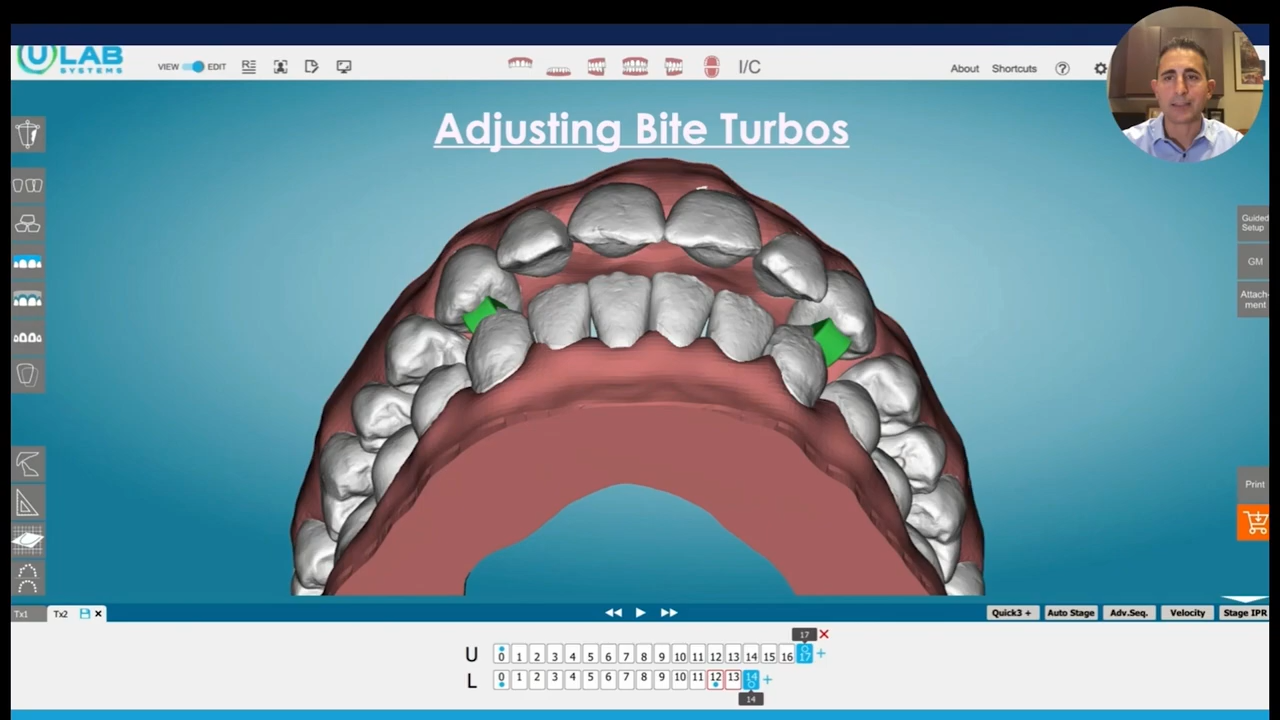 U LAB
SYSTEMS
VIEW EDIT
I/C
About Shortcuts ?
Adjusting Bite Turbos
Guided
Setup
GM
Attach-
ment
Print
Tx1 Tx2 x
Quick3 + Auto Stage Adv.Seq. Velocity Stage IPR
17 X
U 0 1 2 3 4 5 6 7 8 9 10 11 12 13 14 15 16 17 +
L 0 1 2 3 4 5 6 7 8 9 10 11 12 13 14 +
14